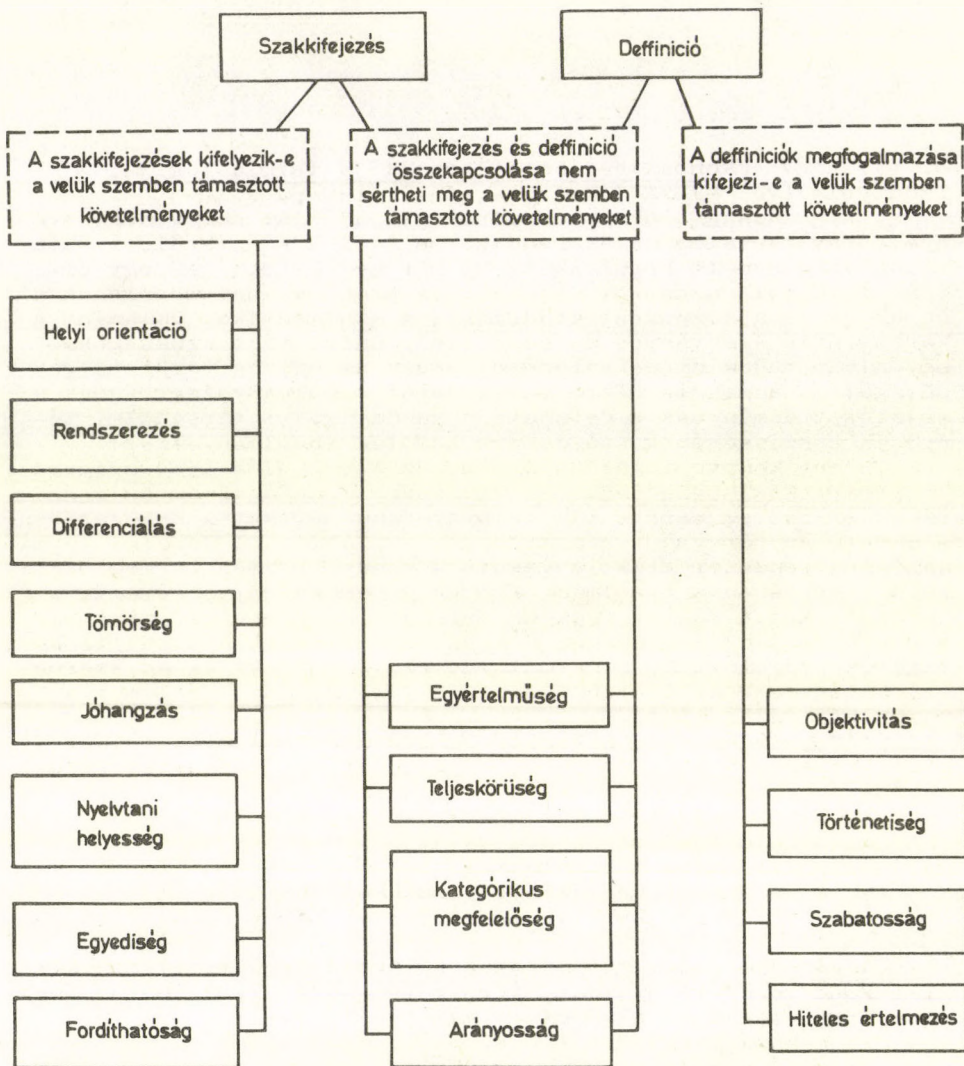 Szakkifejezés
Deffinició
A szakkifejezések kifelyezik-e
a velük szemben támasztott
követelményeket
A szakkifejezés és deffinició
összekapcsolása nem
sértheti meg a velük szemben
támasztott követelményeket
A deffiniciók megfogalmazása
kifejezi-e a velük szemben
támasztott követelményeket
Helyi orientáció
Rendszerezés
Differenciálás
Tömörség
Jóhangzás
Nyelvtani
helyesség
Egyediség
Fordíthatóság
Egyértelműség
Teljeskörüség
Kategórikus
megfelelőség
Arányosság
Objektivitás
Történetiség
Szabatosság
Hiteles értelmezés